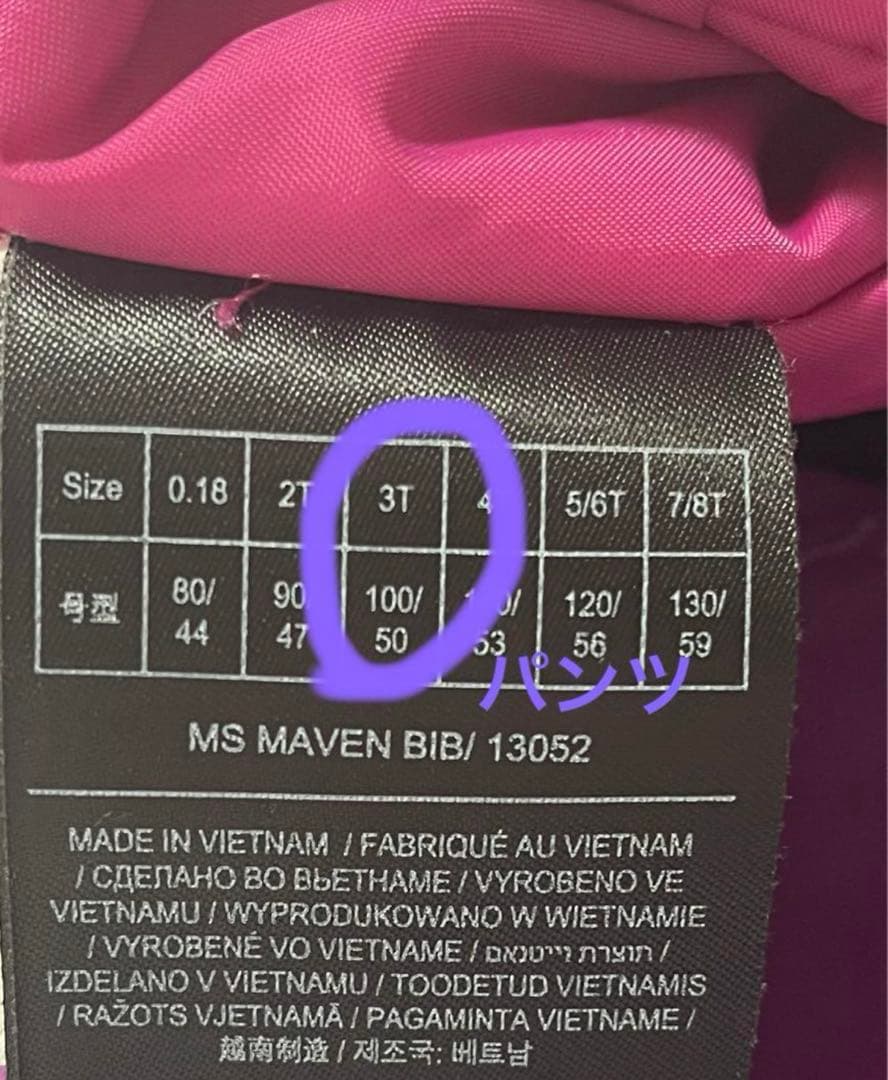 Size 0.18 2T 3T 5/6T 7/8T
号型 80/ 90 100/ 120/ 130/
44 47 50 53 56 59
パンツ
MS MAVEN BIB/ 13052
MADE IN VIETNAM / FABRIQUÉ AU VIETNAM
/ СДЕЛАНО ВО ВЬЕТНАМЕ / VYROBENO VE
VIETNAMU / WYPRODUKOWANO W WIETNAMIE
/ VYROBENÉ VO VIETNAME / תוצרת וייטנאם /
IZDELANO V VIETNAMU / TOODETUD VIETNAMIS
/ RAŽOTS VJETNAMĀ / PAGAMINTA VIETNAME /
越南制造 / 제조국: 베트남